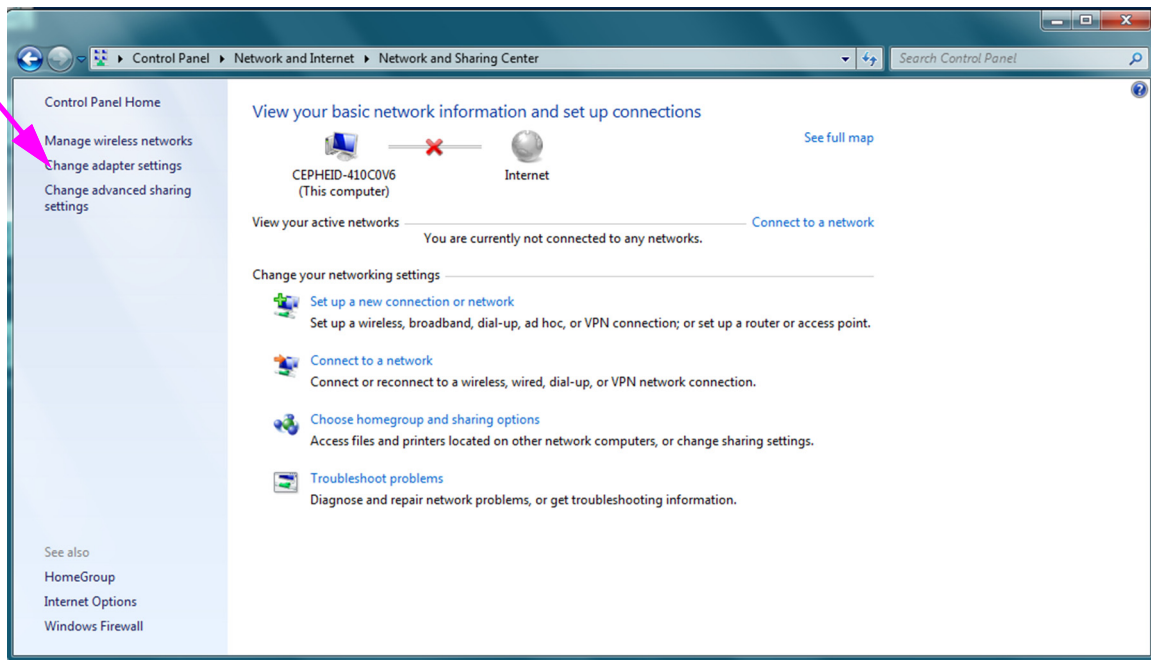 Control Panel ▸ Network and Internet ▸ Network and Sharing Center
Search Control Panel
Control Panel Home
Manage wireless networks
Change adapter settings
Change advanced sharing
settings
See also
HomeGroup
Internet Options
Windows Firewall
View your basic network information and set up connections
See full map
CEPHEID-410C0V6
(This computer)
Internet
View your active networks
Connect to a network
You are currently not connected to any networks.
Change your networking settings
Set up a new connection or network
Set up a wireless, broadband, dial-up, ad hoc, or VPN connection; or set up a router or access point.
Connect to a network
Connect or reconnect to a wireless, wired, dial-up, or VPN network connection.
Choose homegroup and sharing options
Access files and printers located on other network computers, or change sharing settings.
Troubleshoot problems
Diagnose and repair network problems, or get troubleshooting information.